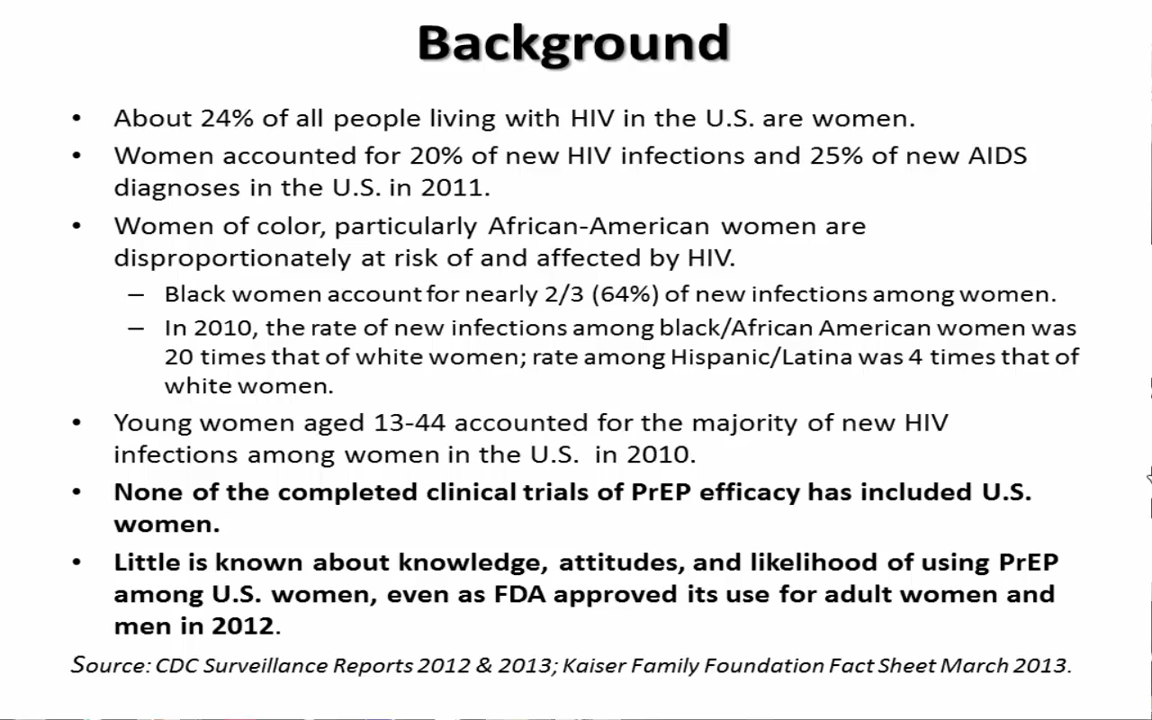 Background
• About 24% of all people living with HIV in the U.S. are women.
• Women accounted for 20% of new HIV infections and 25% of new AIDS
diagnoses in the U.S. in 2011.
• Women of color, particularly African-American women are
disproportionately at risk of and affected by HIV.
– Black women account for nearly 2/3 (64%) of new infections among women.
– In 2010, the rate of new infections among black/African American women was
20 times that of white women; rate among Hispanic/Latina was 4 times that of
white women.
• Young women aged 13-44 accounted for the majority of new HIV
infections among women in the U.S. in 2010.
• None of the completed clinical trials of PrEP efficacy has included U.S.
women.
• Little is known about knowledge, attitudes, and likelihood of using PrEP
among U.S. women, even as FDA approved its use for adult women and
men in 2012.
Source: CDC Surveillance Reports 2012 & 2013; Kaiser Family Foundation Fact Sheet March 2013.